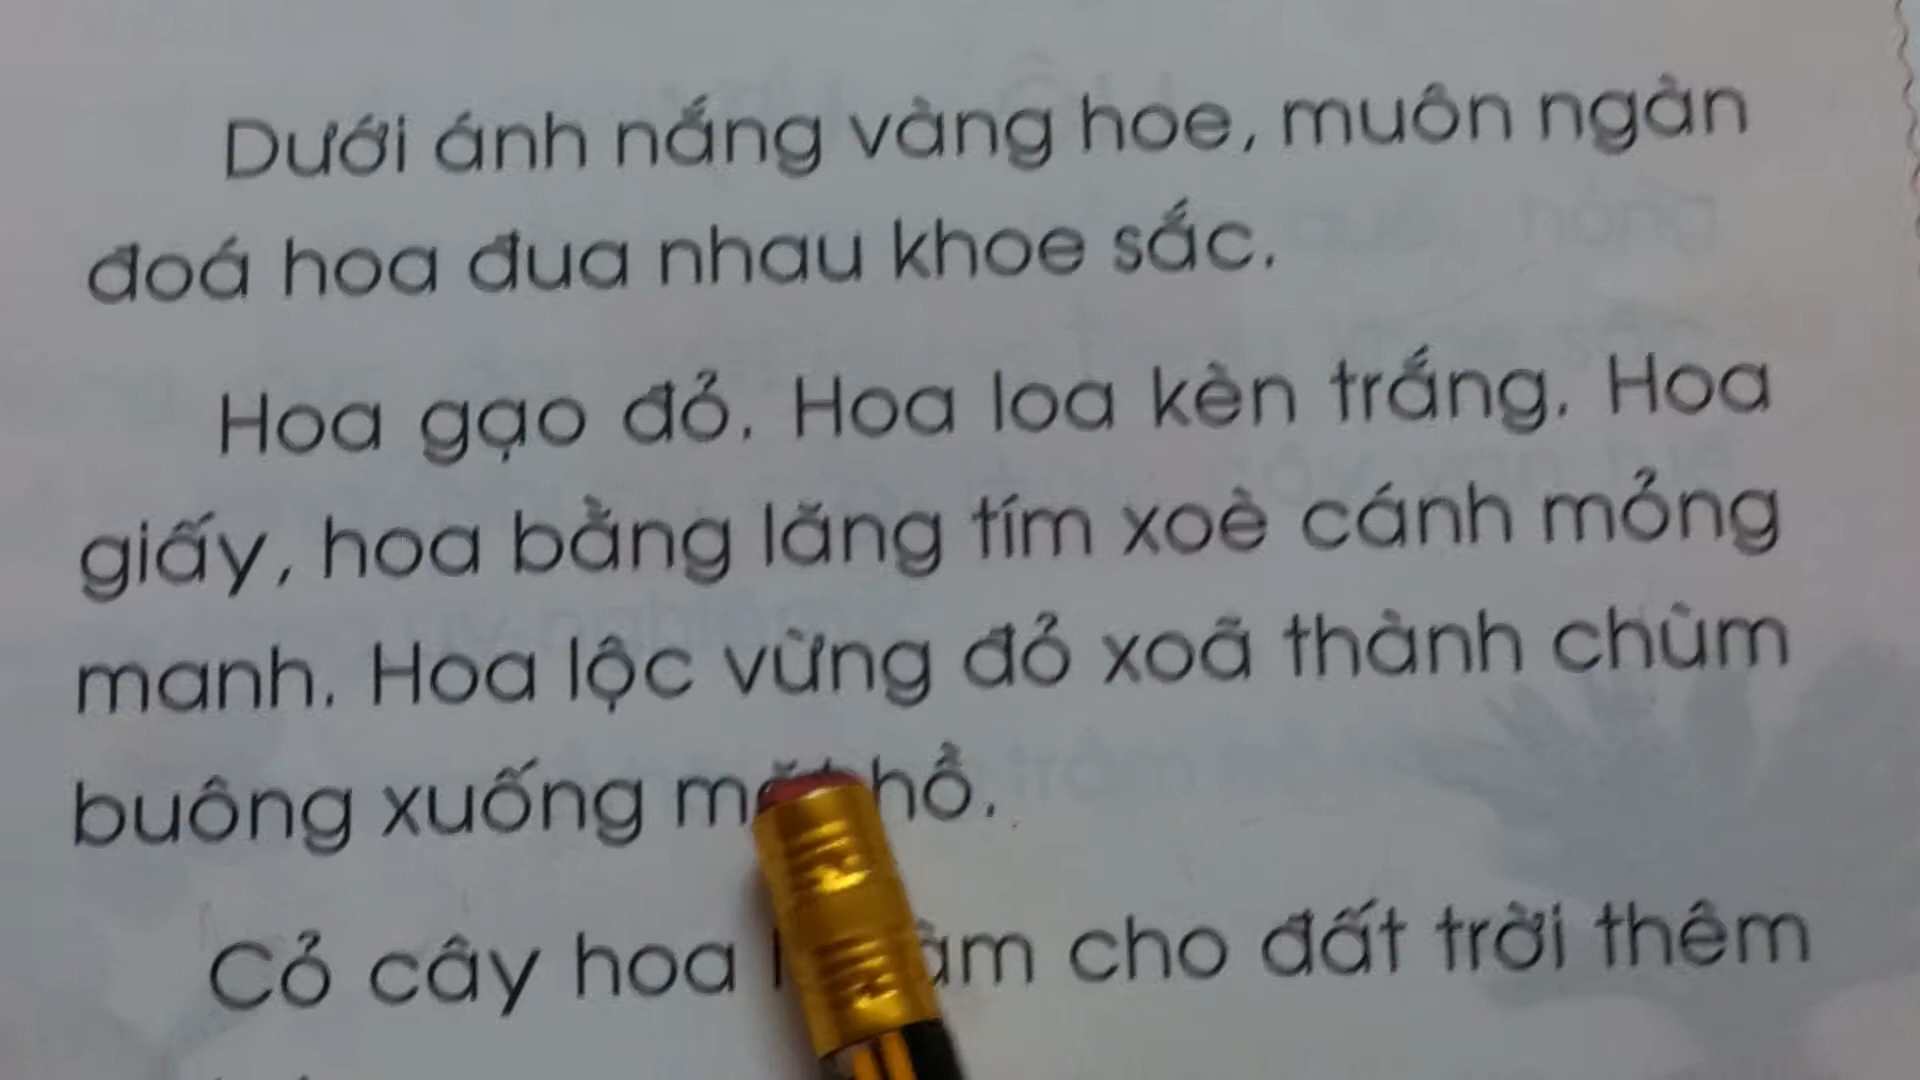 Dưới ánh nắng vàng hoe, muôn ngàn
đoá hoa đua nhau khoe sắc.
Hoa gạo đỏ. Hoa loa kèn trắng. Hoa
giấy, hoa bằng lăng tím xoè cánh mỏng
manh. Hoa lộc vừng đỏ xoã thành chùm
buông xuống hồ.
Cỏ cây hoa cho đất trời thêm